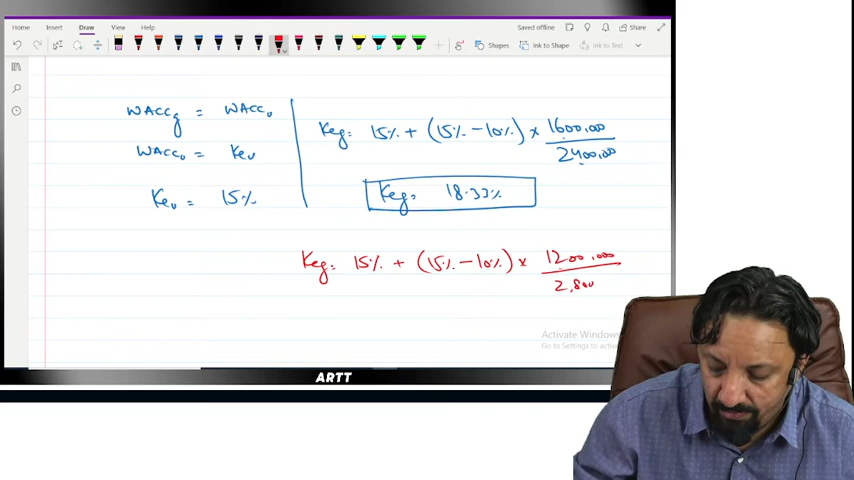 Home Insert Draw View Help Saved offline Share
Shapes Ink to Shape Ink to Text
WACCg = WACCu
WACCu = Keu
Keu = 15%
Keg= 15% + (15% - 10%) × 1600,000
2400,000
Keg= 18.33%
Keg= 15% + (15% - 10%) × 1200,000
2,800
Activate Windows
Go to Settings to activ
ARTT